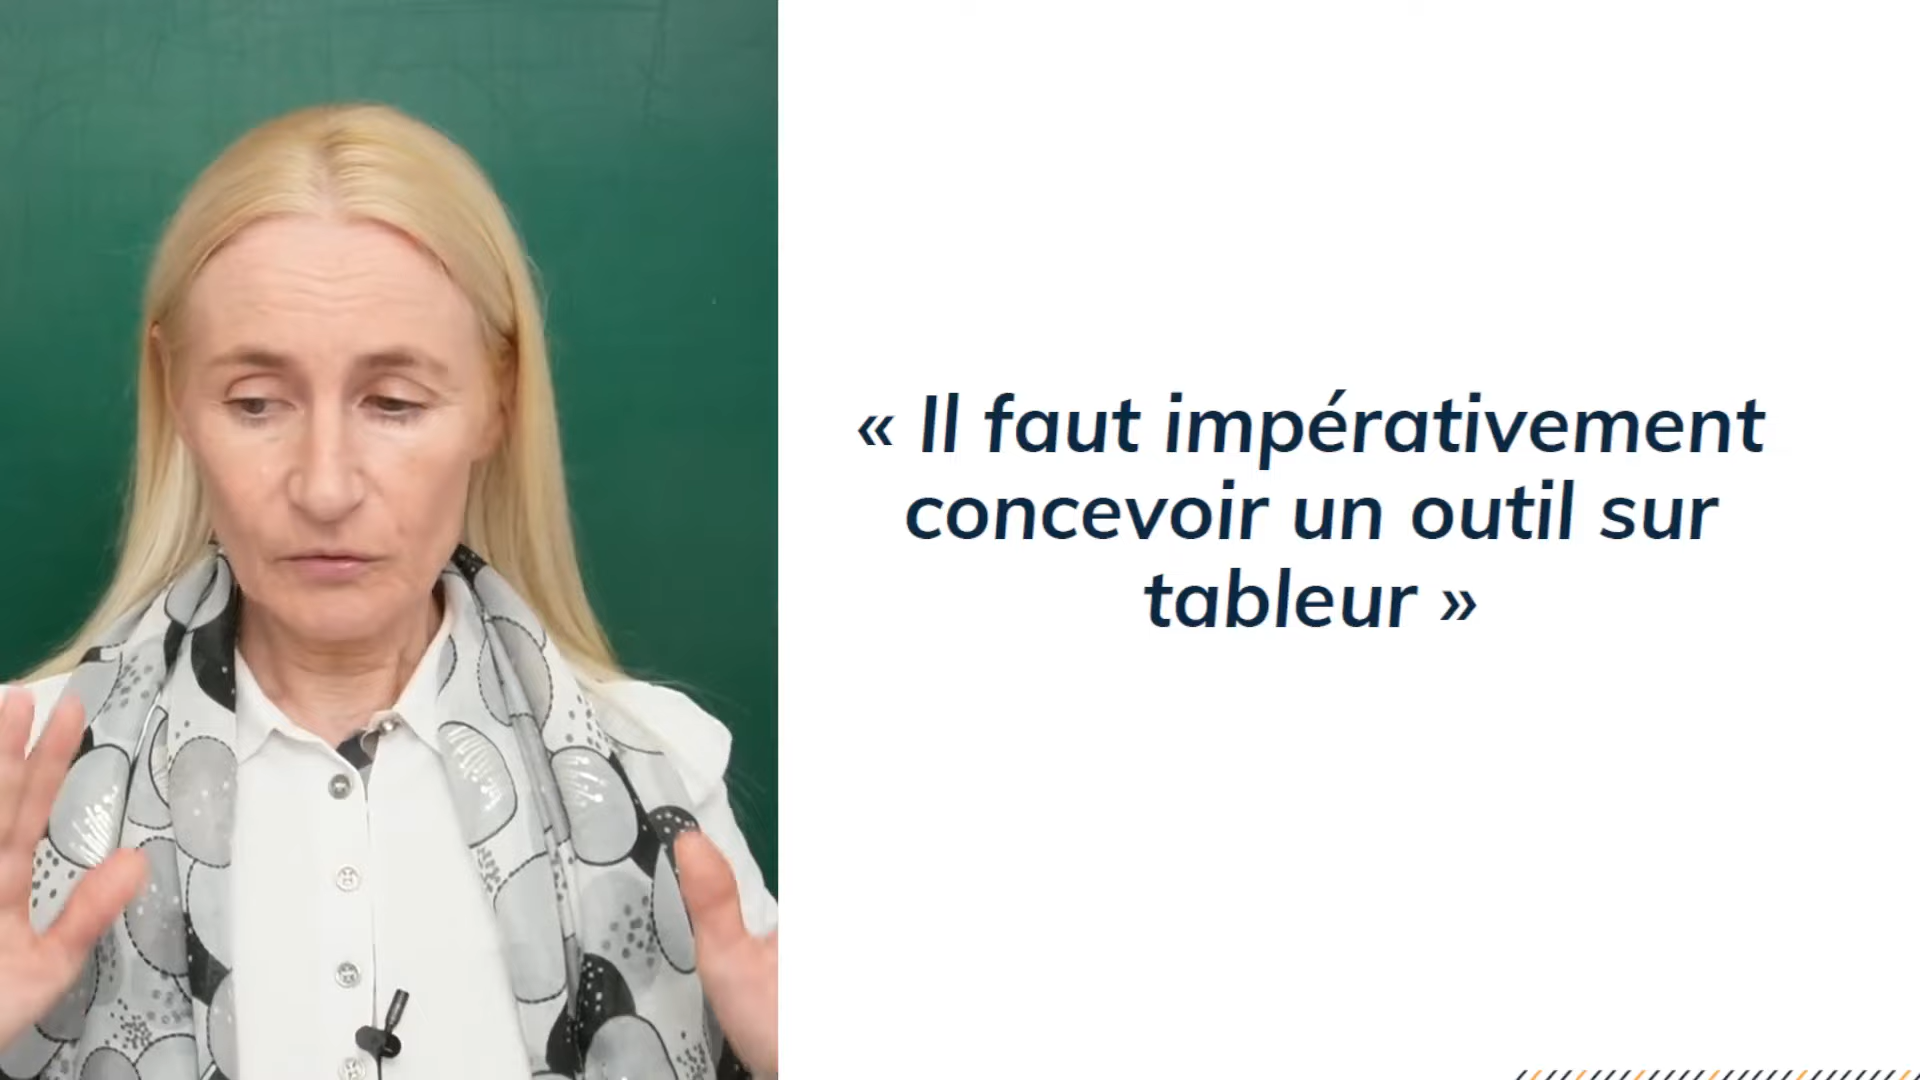 « Il faut impérativement
concevoir un outil sur
tableur »